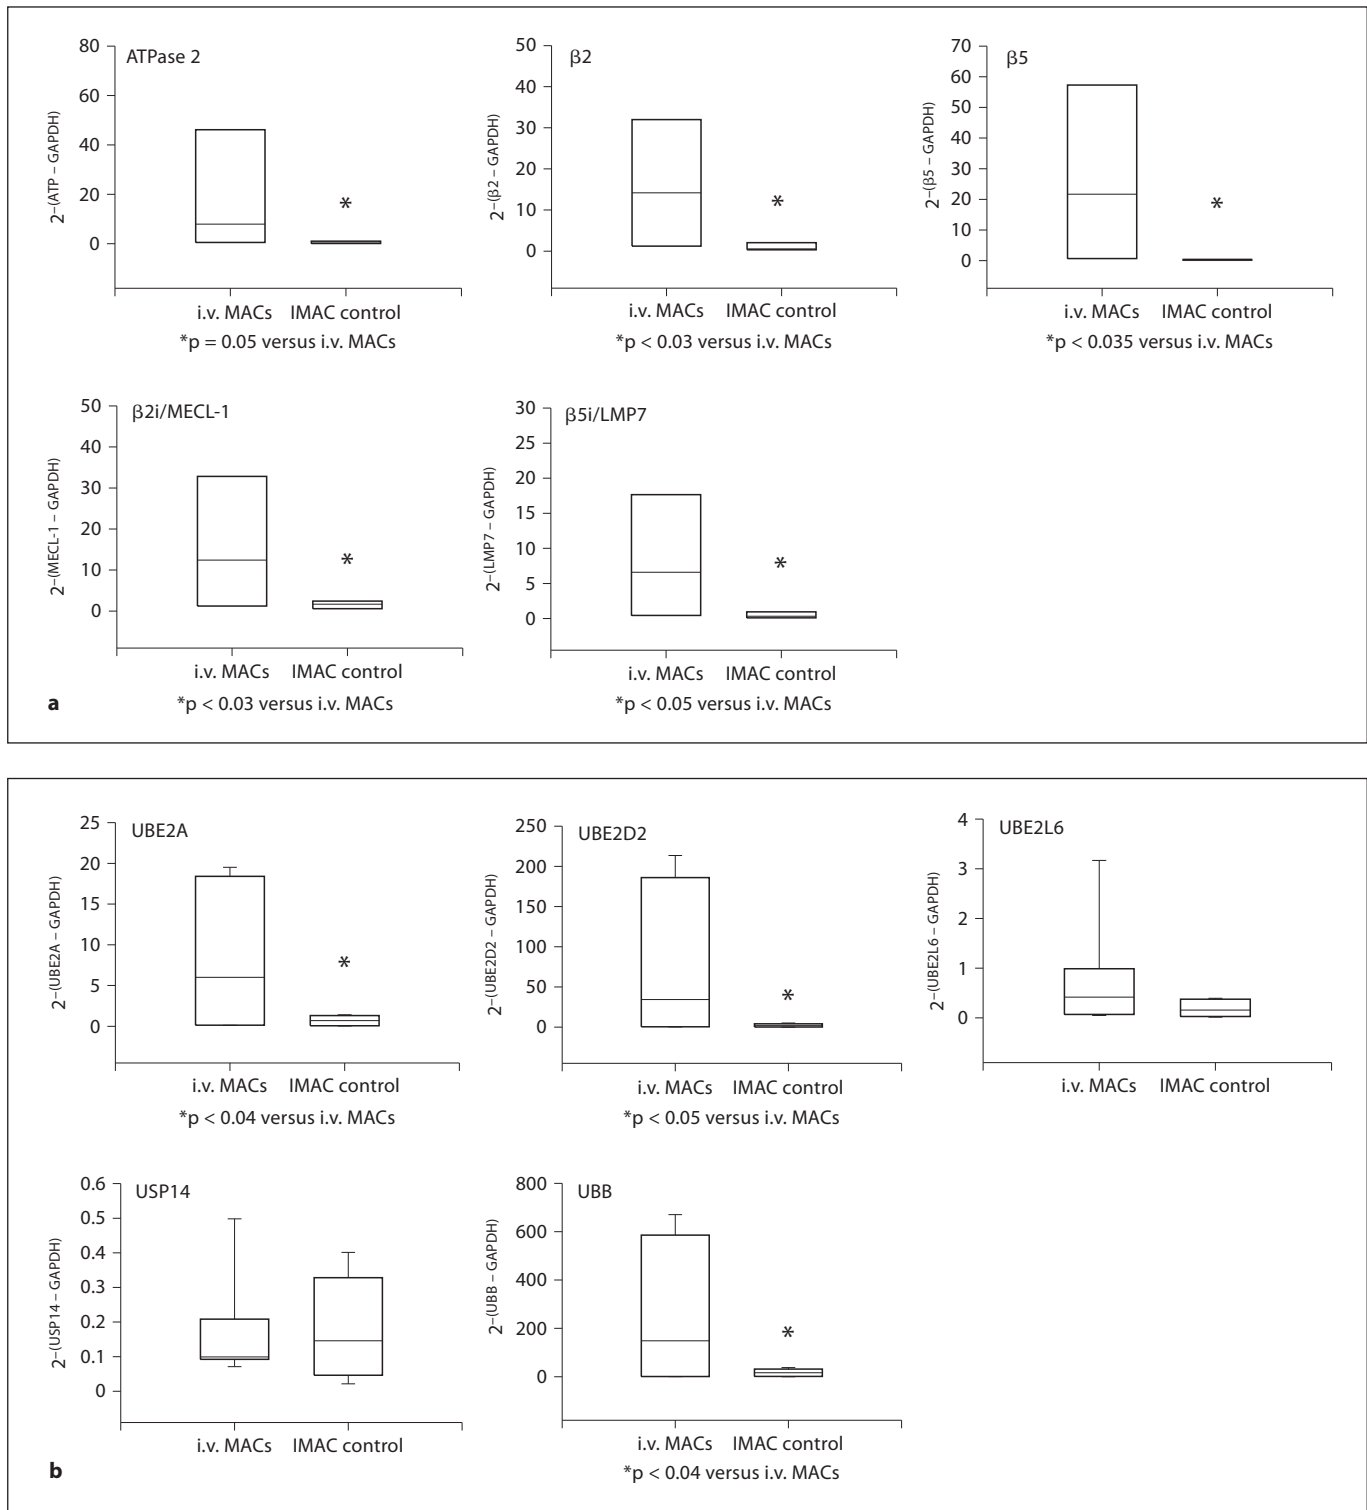 ATPase 2
80
60
40
20
0
2–(ATP – GAPDH)
*
i.v. MACs IMAC control
*p = 0.05 versus i.v. MACs
β2
50
40
30
20
10
0
2–(β2 – GAPDH)
*
i.v. MACs IMAC control
*p < 0.03 versus i.v. MACs
β5
70
60
50
40
30
20
10
0
2–(β5 – GAPDH)
*
i.v. MACs IMAC control
*p < 0.035 versus i.v. MACs
β2i/MECL-1
50
40
30
20
10
0
2–(MECL-1 – GAPDH)
*
i.v. MACs IMAC control
*p < 0.03 versus i.v. MACs
β5i/LMP7
30
25
20
15
10
5
0
2–(LMP7 – GAPDH)
*
i.v. MACs IMAC control
*p < 0.05 versus i.v. MACs
a
UBE2A
25
20
15
10
5
0
2–(UBE2A – GAPDH)
*
i.v. MACs IMAC control
*p < 0.04 versus i.v. MACs
UBE2D2
250
200
150
100
50
0
2–(UBE2D2 – GAPDH)
*
i.v. MACs IMAC control
*p < 0.05 versus i.v. MACs
UBE2L6
4
3
2
1
0
2–(UBE2L6 – GAPDH)
i.v. MACs IMAC control
USP14
0.6
0.5
0.4
0.3
0.2
0.1
0
2–(USP14 – GAPDH)
i.v. MACs IMAC control
UBB
800
600
400
200
0
2–(UBB – GAPDH)
*
i.v. MACs IMAC control
*p < 0.04 versus i.v. MACs
b